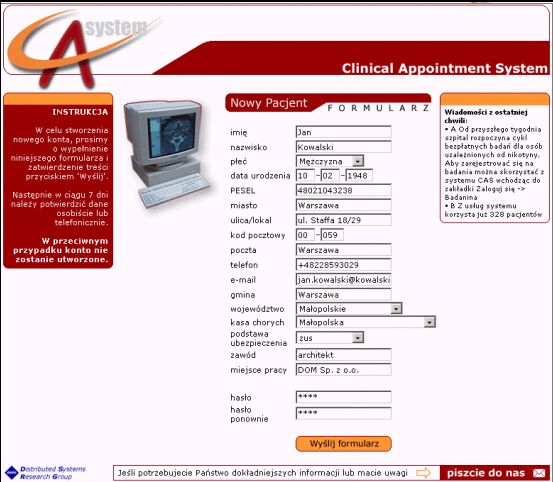 A system
Clinical Appointment System
INSTRUKCJA
W celu stworzenia
nowego konta, prosimy
o wypełnienie
niniejszego formularza i
zatwierdzenie treści
przyciskiem 'Wyślij'.
Następnie w ciągu 7 dni
należy potwierdzić dane
osobiście lub
telefonicznie.
W przeciwnym
przypadku konto nie
zostanie utworzone.
Nowy Pacjent
FORMULARZ
imię Jan
nazwisko Kowalski
płeć Mężczyzna
data urodzenia 10 -02 -1948
PESEL 48021043238
miasto Warszawa
ulica/lokal ul. Staffa 18/29
kod pocztowy 00 -059
poczta Warszawa
telefon +48228593029
e-mail jan.kowalski@kowalski
gmina Warszawa
województwo Małopolskie
kasa chorych Małopolska
podstawa
ubezpieczenia zus
zawód architekt
miejsce pracy DOM Sp. z o.o.
hasło ****
hasło
ponownie ****
Wyślij formularz
Wiadomości z ostatniej
chwili:
• A Od przyszłego tygodnia
szpital rozpoczyna cykl
bezpłatnych badań dla osób
uzależnionych od nikotyny.
Aby zarejestrować się na
badania można skorzystać z
systemu CAS wchodząc do
zakładki Zaloguj się ->
Badanina
• B Z usług systemu
korzysta już 328 pacjentów
Distributed Systems
Research Group
Jeśli potrzebujecie Państwo dokładniejszych informacji lub macie uwagi
piszcie do nas